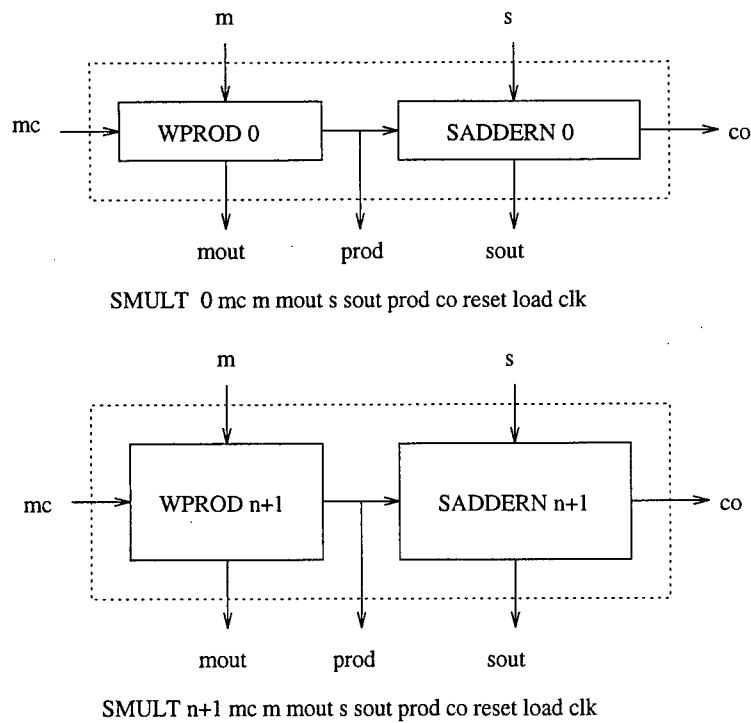 m s
mc WPROD 0 SADDERN 0 co
mout prod sout
SMULT 0 mc m mout s sout prod co reset load clk
m s
mc WPROD n+1 SADDERN n+1 co
mout prod sout
SMULT n+1 mc m mout s sout prod co reset load clk